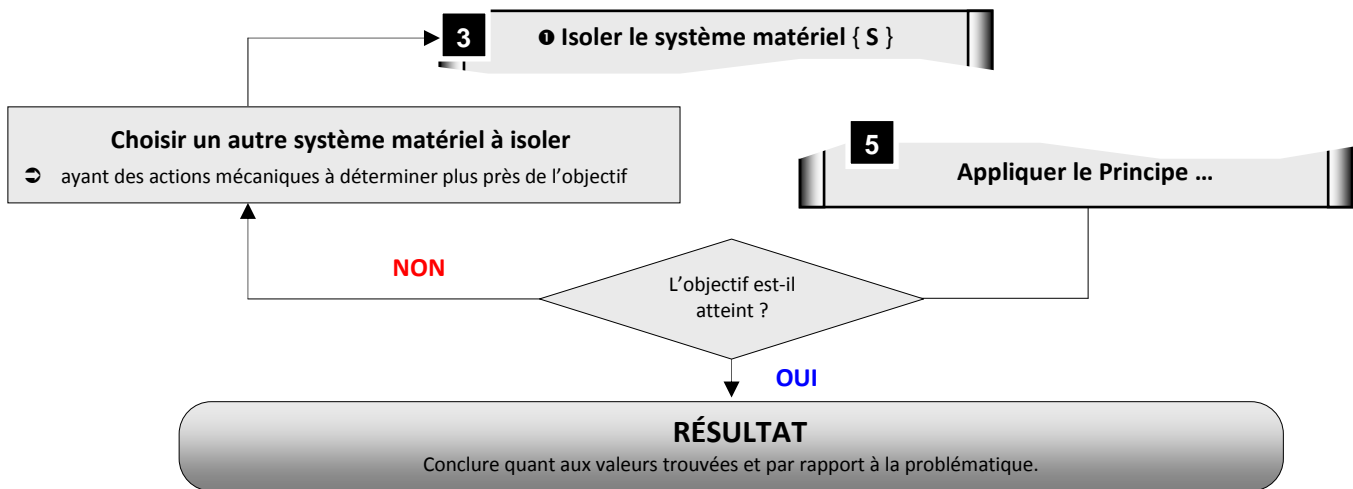 3
❶ Isoler le système matériel { S }
Choisir un autre système matériel à isoler
➲ ayant des actions mécaniques à déterminer plus près de l’objectif
5
Appliquer le Principe ...
NON
L’objectif est-il
atteint ?
OUI
RÉSULTAT
Conclure quant aux valeurs trouvées et par rapport à la problématique.